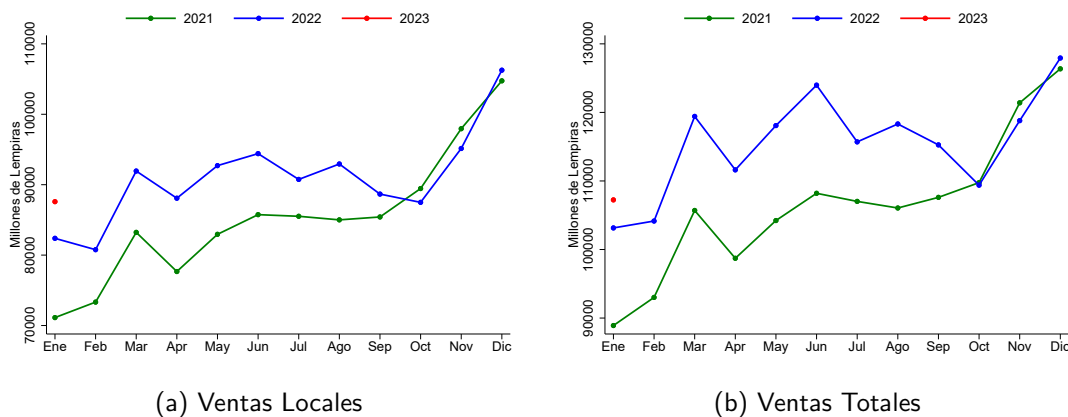 2021 2022 2023
Millones de Lempiras
110000
100000
90000
80000
70000
Ene Feb Mar Apr May Jun Jul Ago Sep Oct Nov Dic
(a) Ventas Locales
2021 2022 2023
Millones de Lempiras
130000
120000
110000
100000
90000
Ene Feb Mar Apr May Jun Jul Ago Sep Oct Nov Dic
(b) Ventas Totales